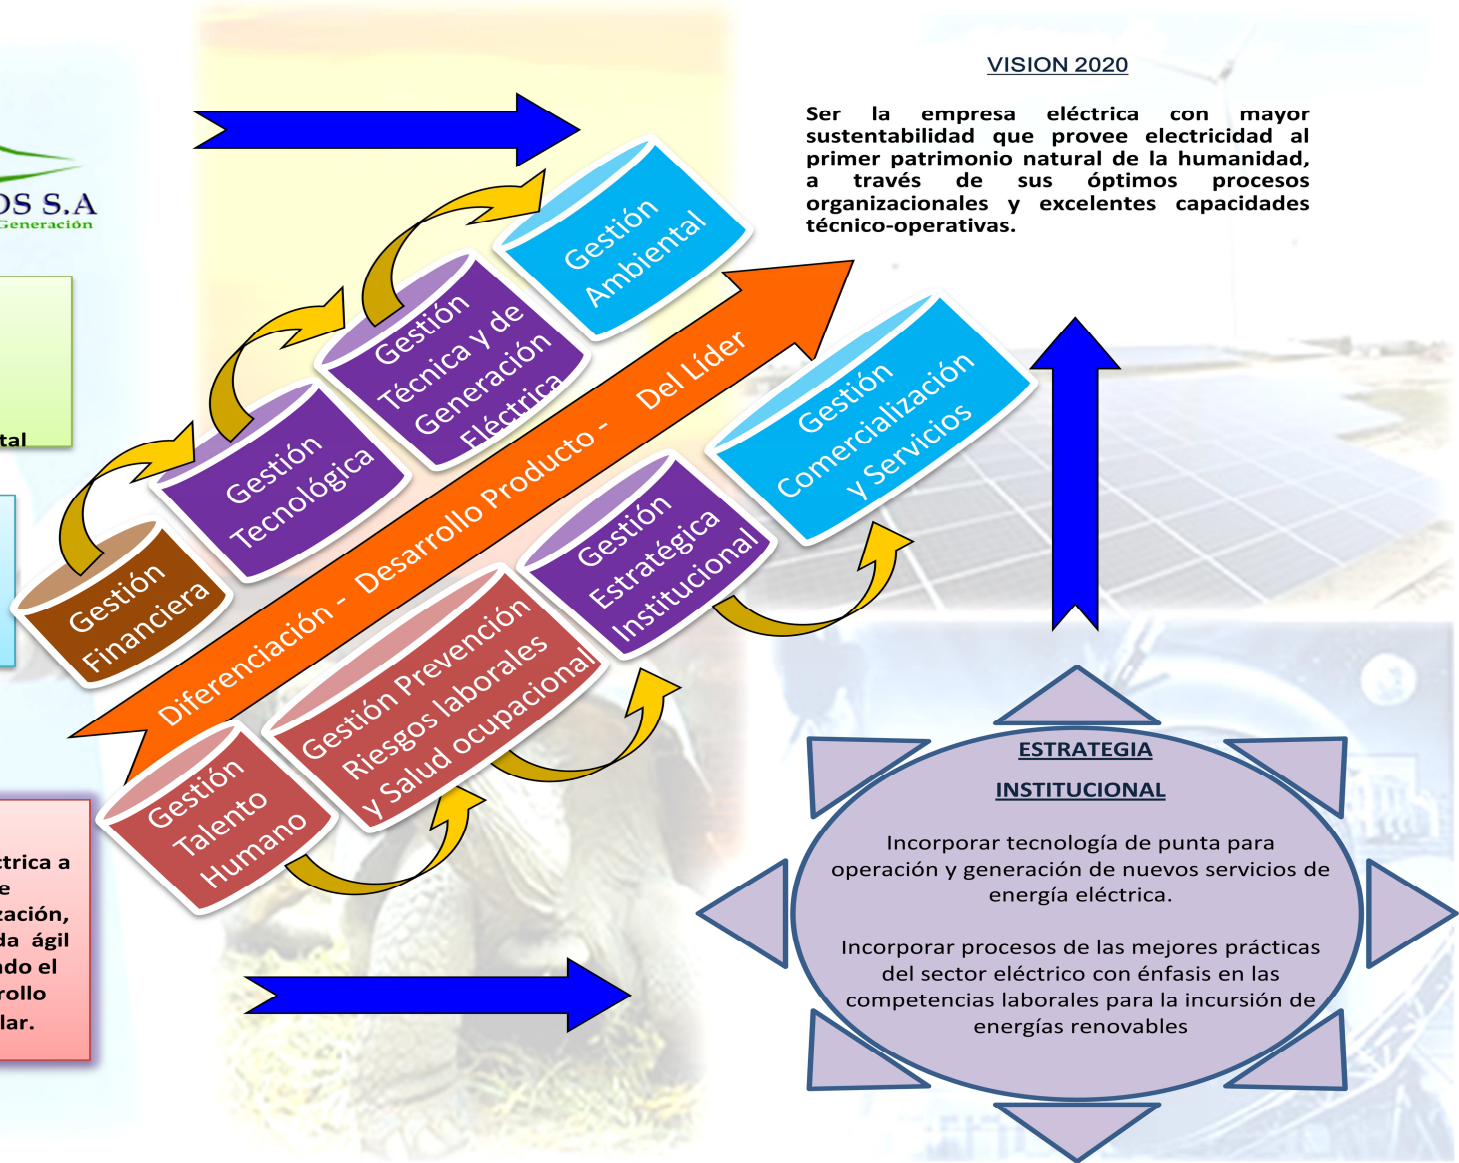 VISION 2020
Ser la empresa eléctrica con mayor
sustentabilidad que provee electricidad al
primer patrimonio natural de la humanidad,
a través de sus óptimos procesos
organizacionales y excelentes capacidades
técnico-operativas.
OS S.A
Generación
tal
Gestión
Ambiental
Gestión
Técnica y de
Generación
Eléctrica
Gestión
Tecnológica
Gestión
Financiera
Diferenciación - Desarrollo Producto - Del Líder
Gestión
Comercialización
y Servicios
Gestión
Estratégica
Institucional
Gestión Prevención
Riesgos laborales
y Salud ocupacional
Gestión
Talento
Humano
ctrica a
e
zación,
da ágil
ndo el
rollo
lar.
ESTRATEGIA
INSTITUCIONAL
Incorporar tecnología de punta para
operación y generación de nuevos servicios de
energía eléctrica.
Incorporar procesos de las mejores prácticas
del sector eléctrico con énfasis en las
competencias laborales para la incursión de
energías renovables